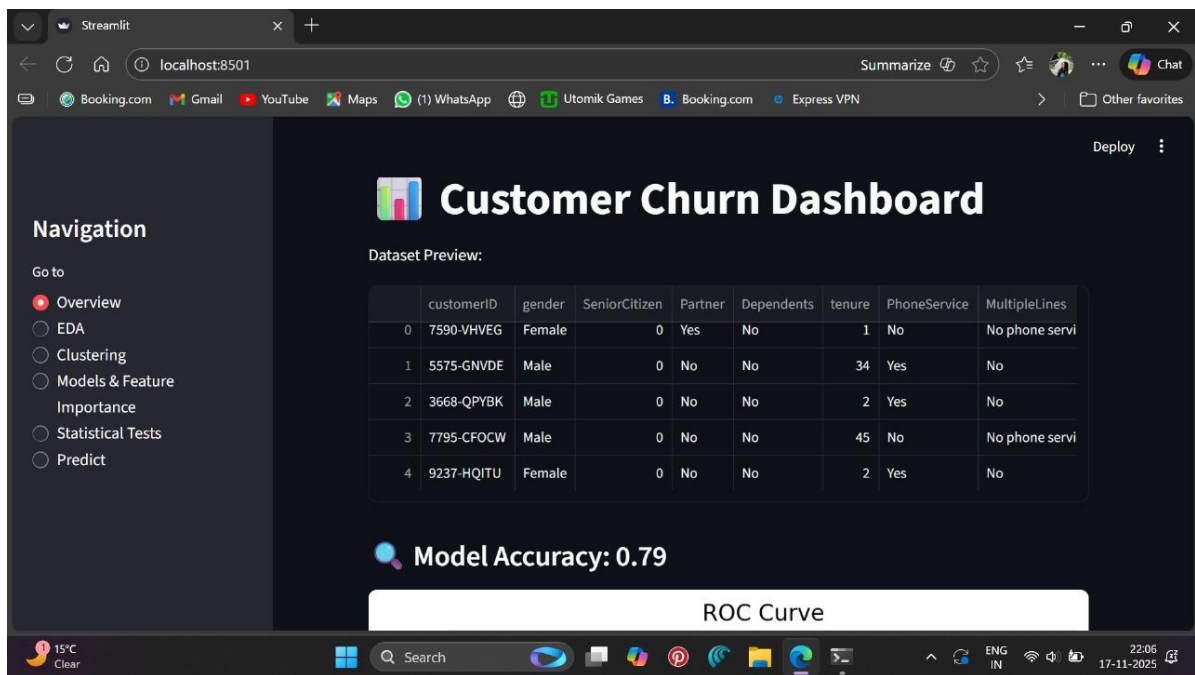 Streamlit
localhost:8501
Summarize
Chat
Booking.com Gmail YouTube Maps (1) WhatsApp Utomik Games B. Booking.com Express VPN Other favorites
Deploy
Customer Churn Dashboard
Navigation
Dataset Preview:
Go to
Overview
EDA
Clustering
Models & Feature
Importance
Statistical Tests
Predict
customerID gender SeniorCitizen Partner Dependents tenure PhoneService MultipleLines
0 7590-VHVEG Female 0 Yes No 1 No No phone servi
1 5575-GNVDE Male 0 No No 34 Yes No
2 3668-QPYBK Male 0 No No 2 Yes No
3 7795-CFOCW Male 0 No No 45 No No phone servi
4 9237-HQITU Female 0 No No 2 Yes No
Model Accuracy: 0.79
ROC Curve
1
15°C
Clear
Search
ENG
IN
22:06
17-11-2025